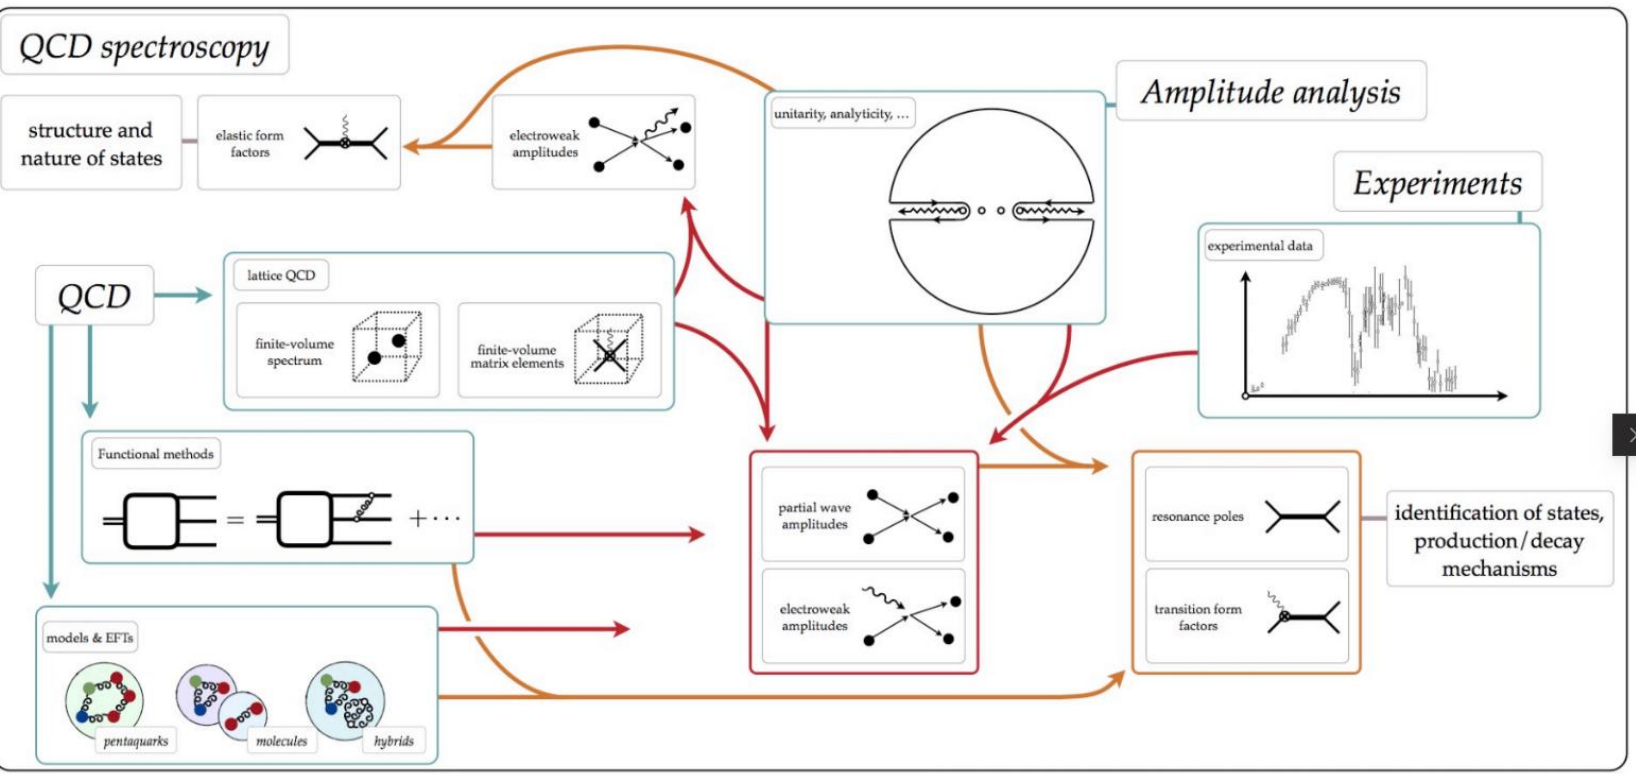 QCD spectroscopy
Amplitude analysis
Experiments
structure and
nature of states
elastic form
factors
electroweak
amplitudes
unitarity, analyticity, ...
experimental data
QCD
lattice QCD
finite-volume
spectrum
finite-volume
matrix elements
Functional methods
= + ...
partial wave
amplitudes
electroweak
amplitudes
resonance poles
transition form
factors
identification of states,
production/decay
mechanisms
models & EFTs
pentaquarks
molecules
hybrids